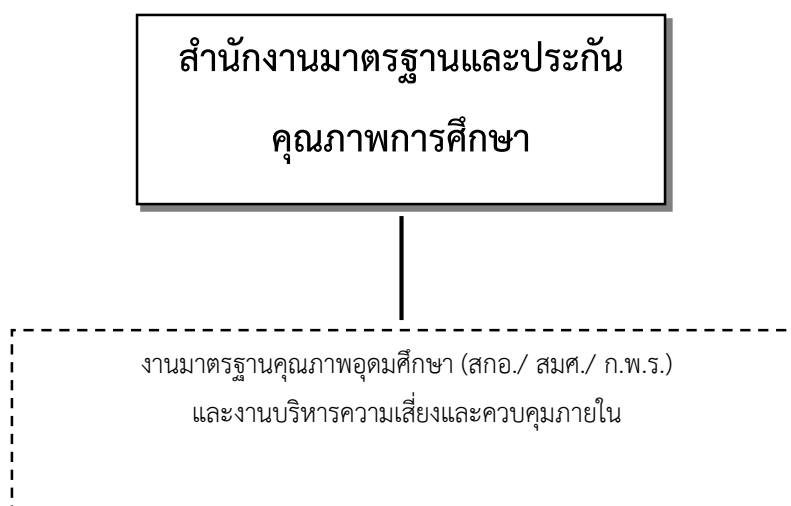 สำนักงานมาตรฐานและประกัน
คุณภาพการศึกษา
งานมาตรฐานคุณภาพอุดมศึกษา (สกอ./ สมศ./ ก.พ.ร.)
และงานบริหารความเสี่ยงและควบคุมภายใน